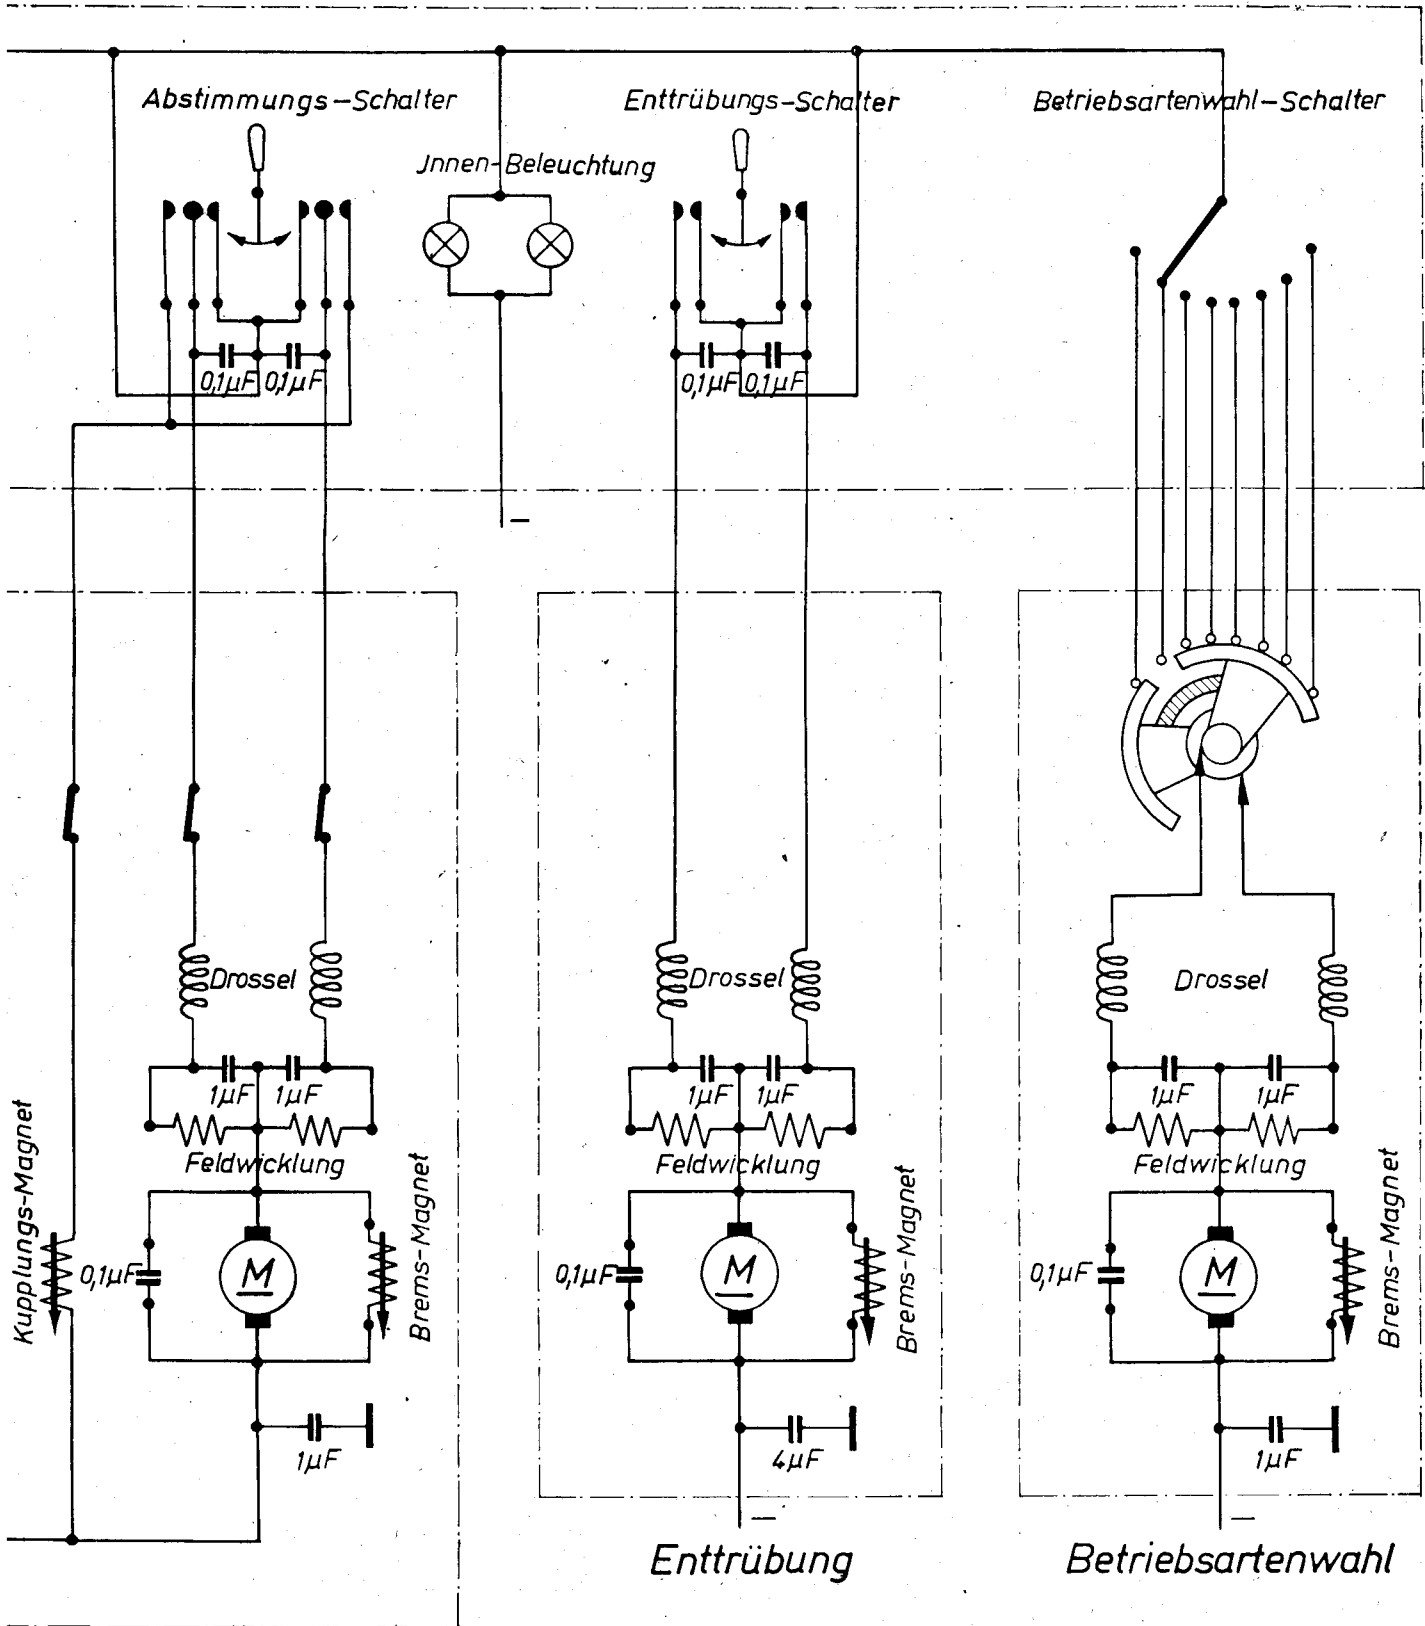 Abstimmungs-Schalter
Enttrübungs-Schalter
Betriebsartenwahl-Schalter
Jnnen-Beleuchtung
0,1µF 0,1µF
0,1µF 0,1µF
Drossel
Drossel
Drossel
1µF 1µF
1µF 1µF
1µF 1µF
Feldwicklung
Feldwicklung
Feldwicklung
Kupplungs-Magnet
0,1µF
M
Brems-Magnet
0,1µF
M
Brems-Magnet
0,1µF
M
Brems-Magnet
1µF
4µF
1µF
Enttrübung
Betriebsartenwahl